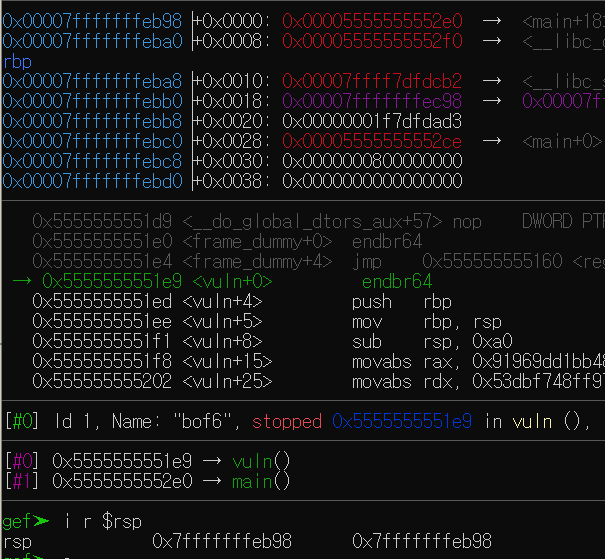 0x00007fffffffeb98│+0x0000: 0x00005555555552e0 → <main+18
0x00007fffffffeba0│+0x0008: 0x00005555555552f0 → <__libc_
rbp
0x00007fffffffeba8│+0x0010: 0x00007ffff7dfdcb2 → <__libc_s
0x00007fffffffebb0│+0x0018: 0x00007fffffffec98 → 0x00007ff
0x00007fffffffebb8│+0x0020: 0x00000001f7dfdad3
0x00007fffffffebc0│+0x0028: 0x00005555555552ce → <main+0>
0x00007fffffffebc8│+0x0030: 0x0000000800000000
0x00007fffffffebd0│+0x0038: 0x0000000000000000
0x5555555551d9 <__do_global_dtors_aux+57> nop DWORD PTR
0x5555555551e0 <frame_dummy+0> endbr64
0x5555555551e4 <frame_dummy+4> jmp 0x555555555160 <reg
→ 0x5555555551e9 <vuln+0> endbr64
0x5555555551ed <vuln+4> push rbp
0x5555555551ee <vuln+5> mov rbp, rsp
0x5555555551f1 <vuln+8> sub rsp, 0xa0
0x5555555551f8 <vuln+15> movabs rax, 0x91969dd1bb48
0x555555555202 <vuln+25> movabs rdx, 0x53dbf748ff9
[#0] Id 1, Name: "bof6", stopped 0x5555555551e9 in vuln (),
[#0] 0x5555555551e9 → vuln()
[#1] 0x5555555552e0 → main()
gef➤ i r $rsp
rsp 0x7fffffffeb98 0x7fffffffeb98